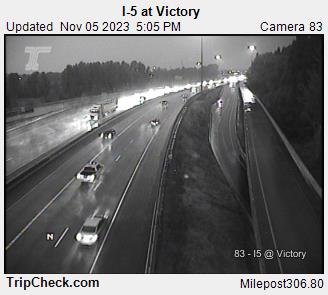 I-5 at Victory
Updated Nov 05 2023 5:05 PM Camera 83
N
83 - I5 @ Victory
TripCheck.com Milepost306.80